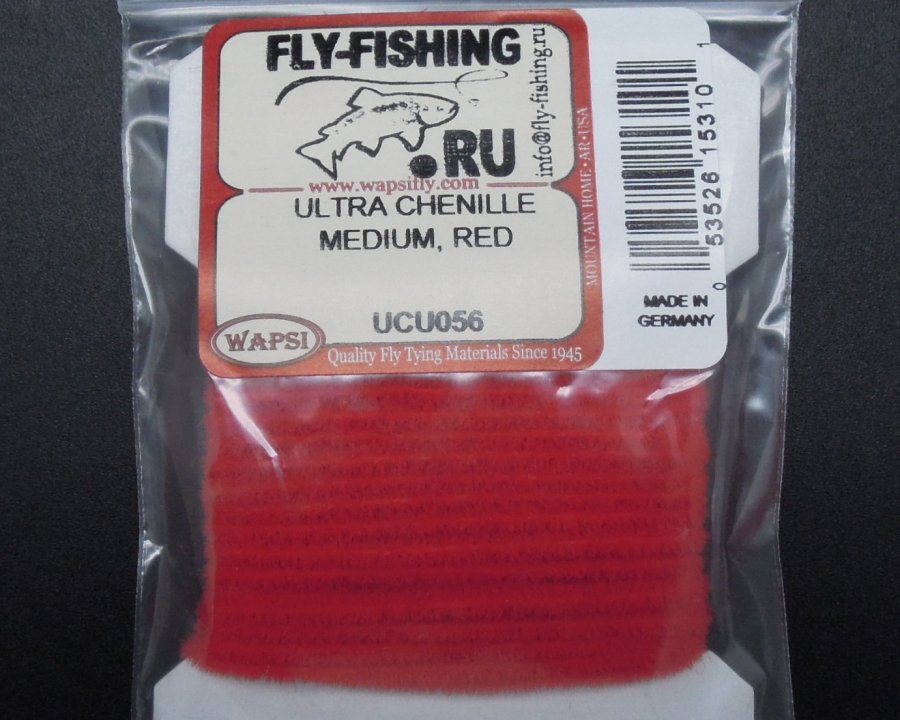 FLY-FISHING
.RU
info@fly-fishing.ru
www.wapsifly.com
ULTRA CHENILLE
MEDIUM, RED
UCU056
WAPSI
Quality Fly Tying Materials Since 1945
MOUNTAIN HOME • AR • USA
0 53526 15310 1
MADE IN
GERMANY